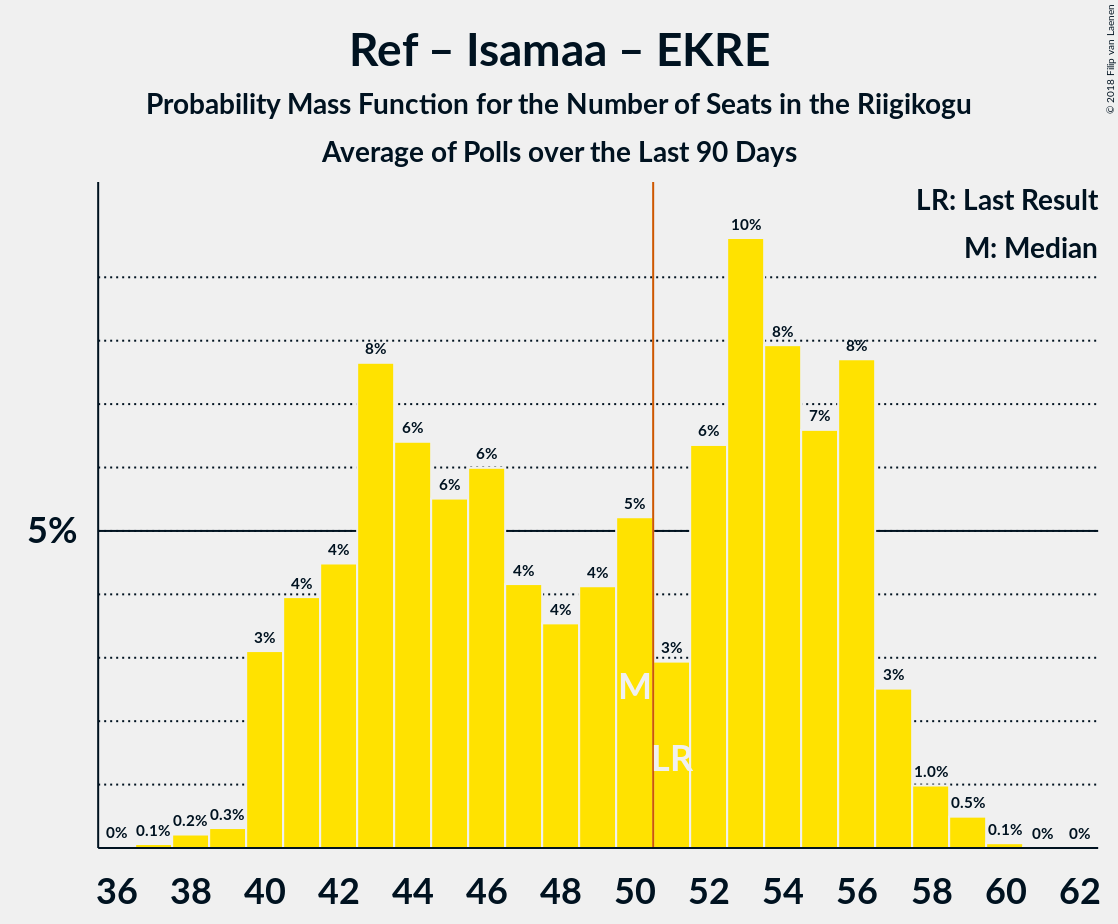 Ref – Isamaa – EKRE
Probability Mass Function for the Number of Seats in the Riigikogu
Average of Polls over the Last 90 Days
© 2018 Filip van Laenen
LR: Last Result
M: Median
5%
0% 0.1% 0.2% 0.3% 3% 4% 4% 8% 6% 6% 6% 4% 4% 4% 5% 3% 6% 10% 8% 7% 8% 3% 1.0% 0.5% 0.1% 0% 0%
M
LR
36 38 40 42 44 46 48 50 52 54 56 58 60 62